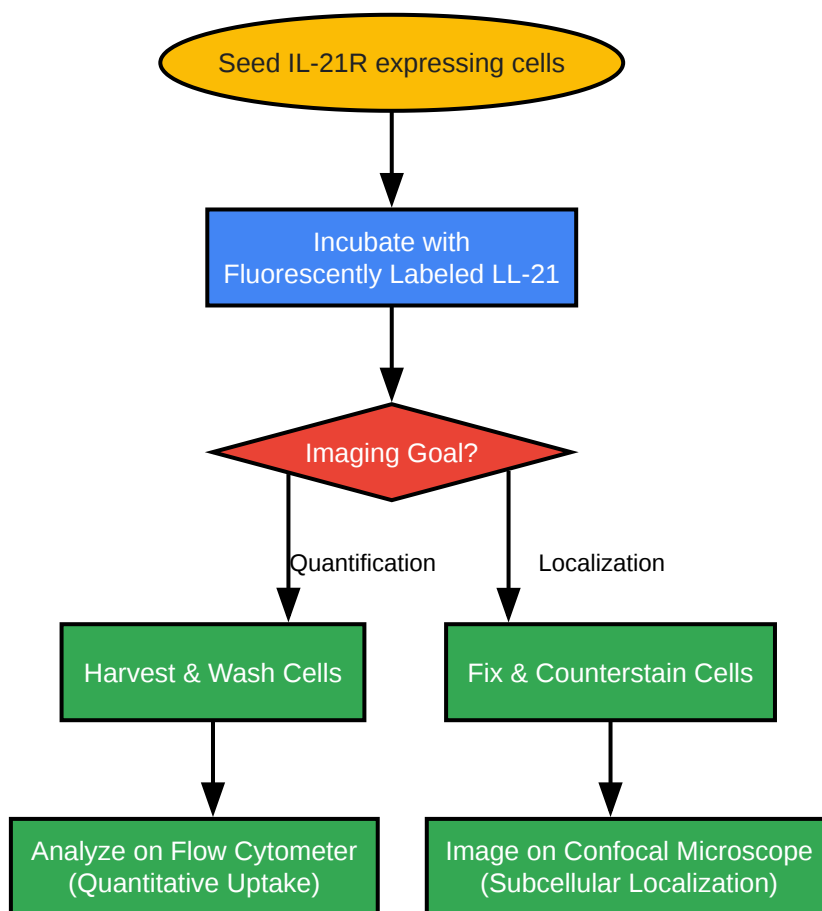 Seed IL-21R expressing cells
Incubate with
Fluorescently Labeled LL-21
Imaging Goal?
Quantification
Localization
Harvest & Wash Cells
Fix & Counterstain Cells
Analyze on Flow Cytometer
(Quantitative Uptake)
Image on Confocal Microscope
(Subcellular Localization)